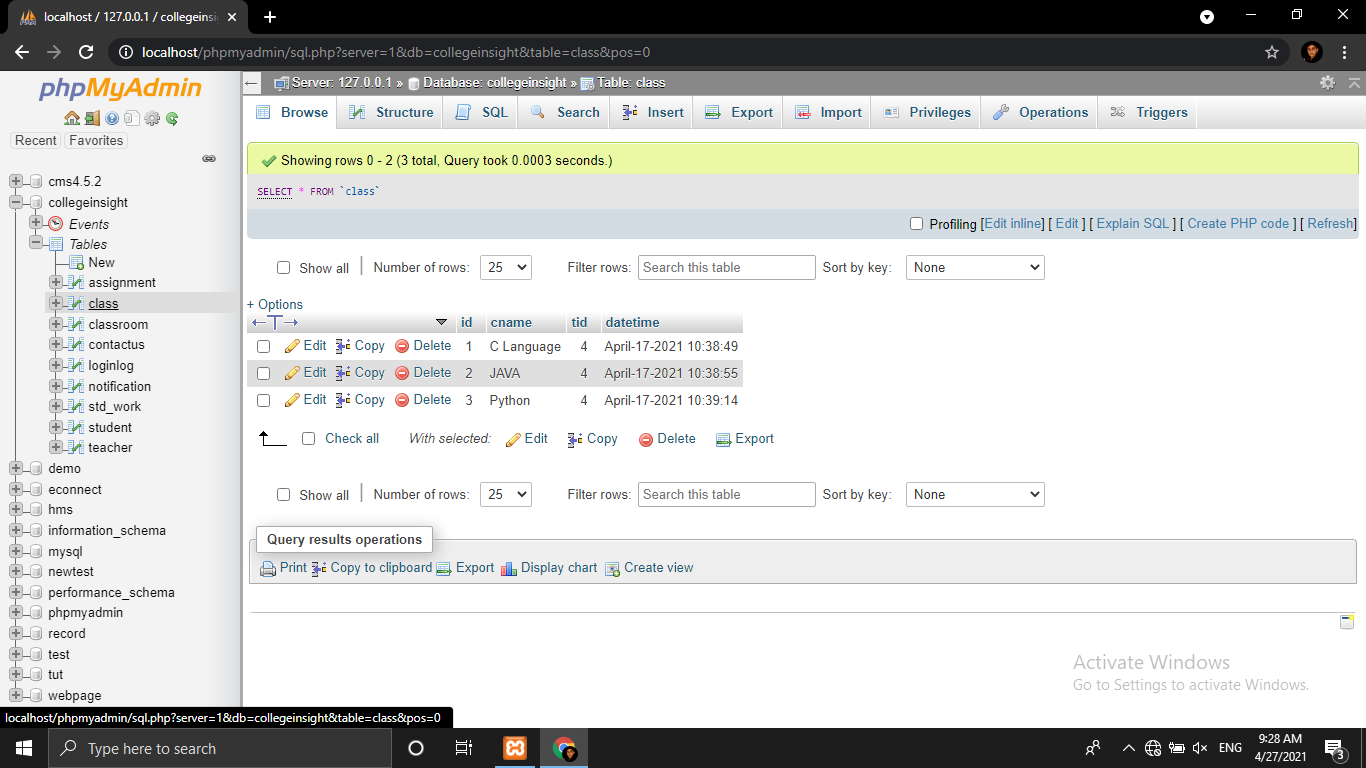 localhost / 127.0.0.1 / collegeinsi
localhost/phpmyadmin/sql.php?server=1&db=collegeinsight&table=class&pos=0
phpMyAdmin
Recent Favorites
cms4.5.2
collegeinsight
Events
Tables
New
assignment
class
classroom
contactus
loginlog
notification
std_work
student
teacher
demo
econnect
hms
information_schema
mysql
newtest
performance_schema
phpmyadmin
record
test
tut
webpage
Server: 127.0.0.1 » Database: collegeinsight » Table: class
Browse Structure SQL Search Insert Export Import Privileges Operations Triggers
Showing rows 0 - 2 (3 total, Query took 0.0003 seconds.)
SELECT * FROM `class`
Profiling [Edit inline] [ Edit ] [ Explain SQL ] [ Create PHP code ] [ Refresh]
Show all | Number of rows: 25 Filter rows: Search this table Sort by key: None
+ Options
id cname tid datetime
Edit Copy Delete 1 C Language 4 April-17-2021 10:38:49
Edit Copy Delete 2 JAVA 4 April-17-2021 10:38:55
Edit Copy Delete 3 Python 4 April-17-2021 10:39:14
Check all With selected: Edit Copy Delete Export
Show all | Number of rows: 25 Filter rows: Search this table Sort by key: None
Query results operations
Print Copy to clipboard Export Display chart Create view
Activate Windows
Go to Settings to activate Windows.
localhost/phpmyadmin/sql.php?server=1&db=collegeinsight&table=class&pos=0
Type here to search
ENG
9:28 AM
4/27/2021
3